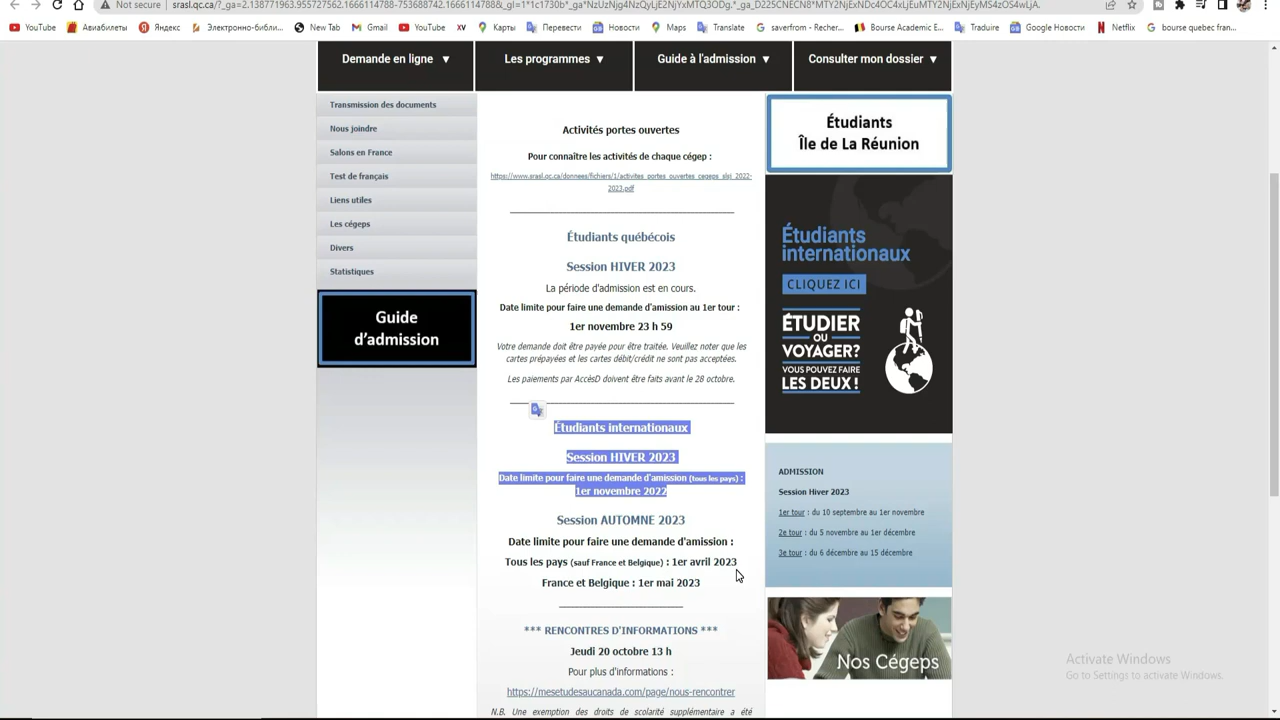 Not secure
srasl.qc.ca/?_ga=2.138771963.955727562.1666114788-753688742.1666114788&_gl=1*1c1730b*_ga*NzUzNjg4NzQyLjE2NjYxMTQ3ODg.*_ga_D225CNECN8*MTY2NjExNDc4OC4xLjEuMTY2NjExNjEyMS4zOS4wLjA.
YouTube
Авиабилеты
Яндекс
Электронно-библи...
New Tab
Gmail
YouTube
XV
Карты
Перевести
Новости
Maps
Translate
saverfrom - Recher...
Bourse Academic E...
Traduire
Google Новости
Netflix
bourse quebec fran...
Demande en ligne ▼
Les programmes ▼
Guide à l'admission ▼
Consulter mon dossier ▼
Transmission des documents
Nous joindre
Salons en France
Test de français
Liens utiles
Les cégeps
Divers
Statistiques
Guide
d'admission
Activités portes ouvertes
Pour connaître les activités de chaque cégep :
https://www.srasl.qc.ca/donnees/fichiers/1/activites_portes_ouvertes_cegeps_slsj_2022-
2023.pdf
Étudiants québécois
Session HIVER 2023
La période d'admission est en cours.
Date limite pour faire une demande d'amission au 1er tour :
1er novembre 23 h 59
Votre demande doit être payée pour être traitée. Veuillez noter que les
cartes prépayées et les cartes débit/crédit ne sont pas acceptées.
Les paiements par AccèsD doivent être faits avant le 28 octobre.
Étudiants internationaux
Session HIVER 2023
Date limite pour faire une demande d'amission (tous les pays) :
1er novembre 2022
Session AUTOMNE 2023
Date limite pour faire une demande d'amission :
Tous les pays (sauf France et Belgique) : 1er avril 2023
France et Belgique : 1er mai 2023
*** RENCONTRES D'INFORMATIONS ***
Jeudi 20 octobre 13 h
Pour plus d'informations :
https://mesetudesaucanada.com/page/nous-rencontrer
N.B. Une exemption des droits de scolarité supplémentaire a été
Étudiants
Île de La Réunion
Étudiants
internationaux
CLIQUEZ ICI
ÉTUDIER
OU
VOYAGER?
VOUS POUVEZ FAIRE
LES DEUX!
ADMISSION
Session Hiver 2023
1er tour : du 10 septembre au 1er novembre
2e tour : du 5 novembre au 1er décembre
3e tour : du 6 décembre au 15 décembre
Nos Cégeps
Activate Windows
Go to Settings to activate Windows.